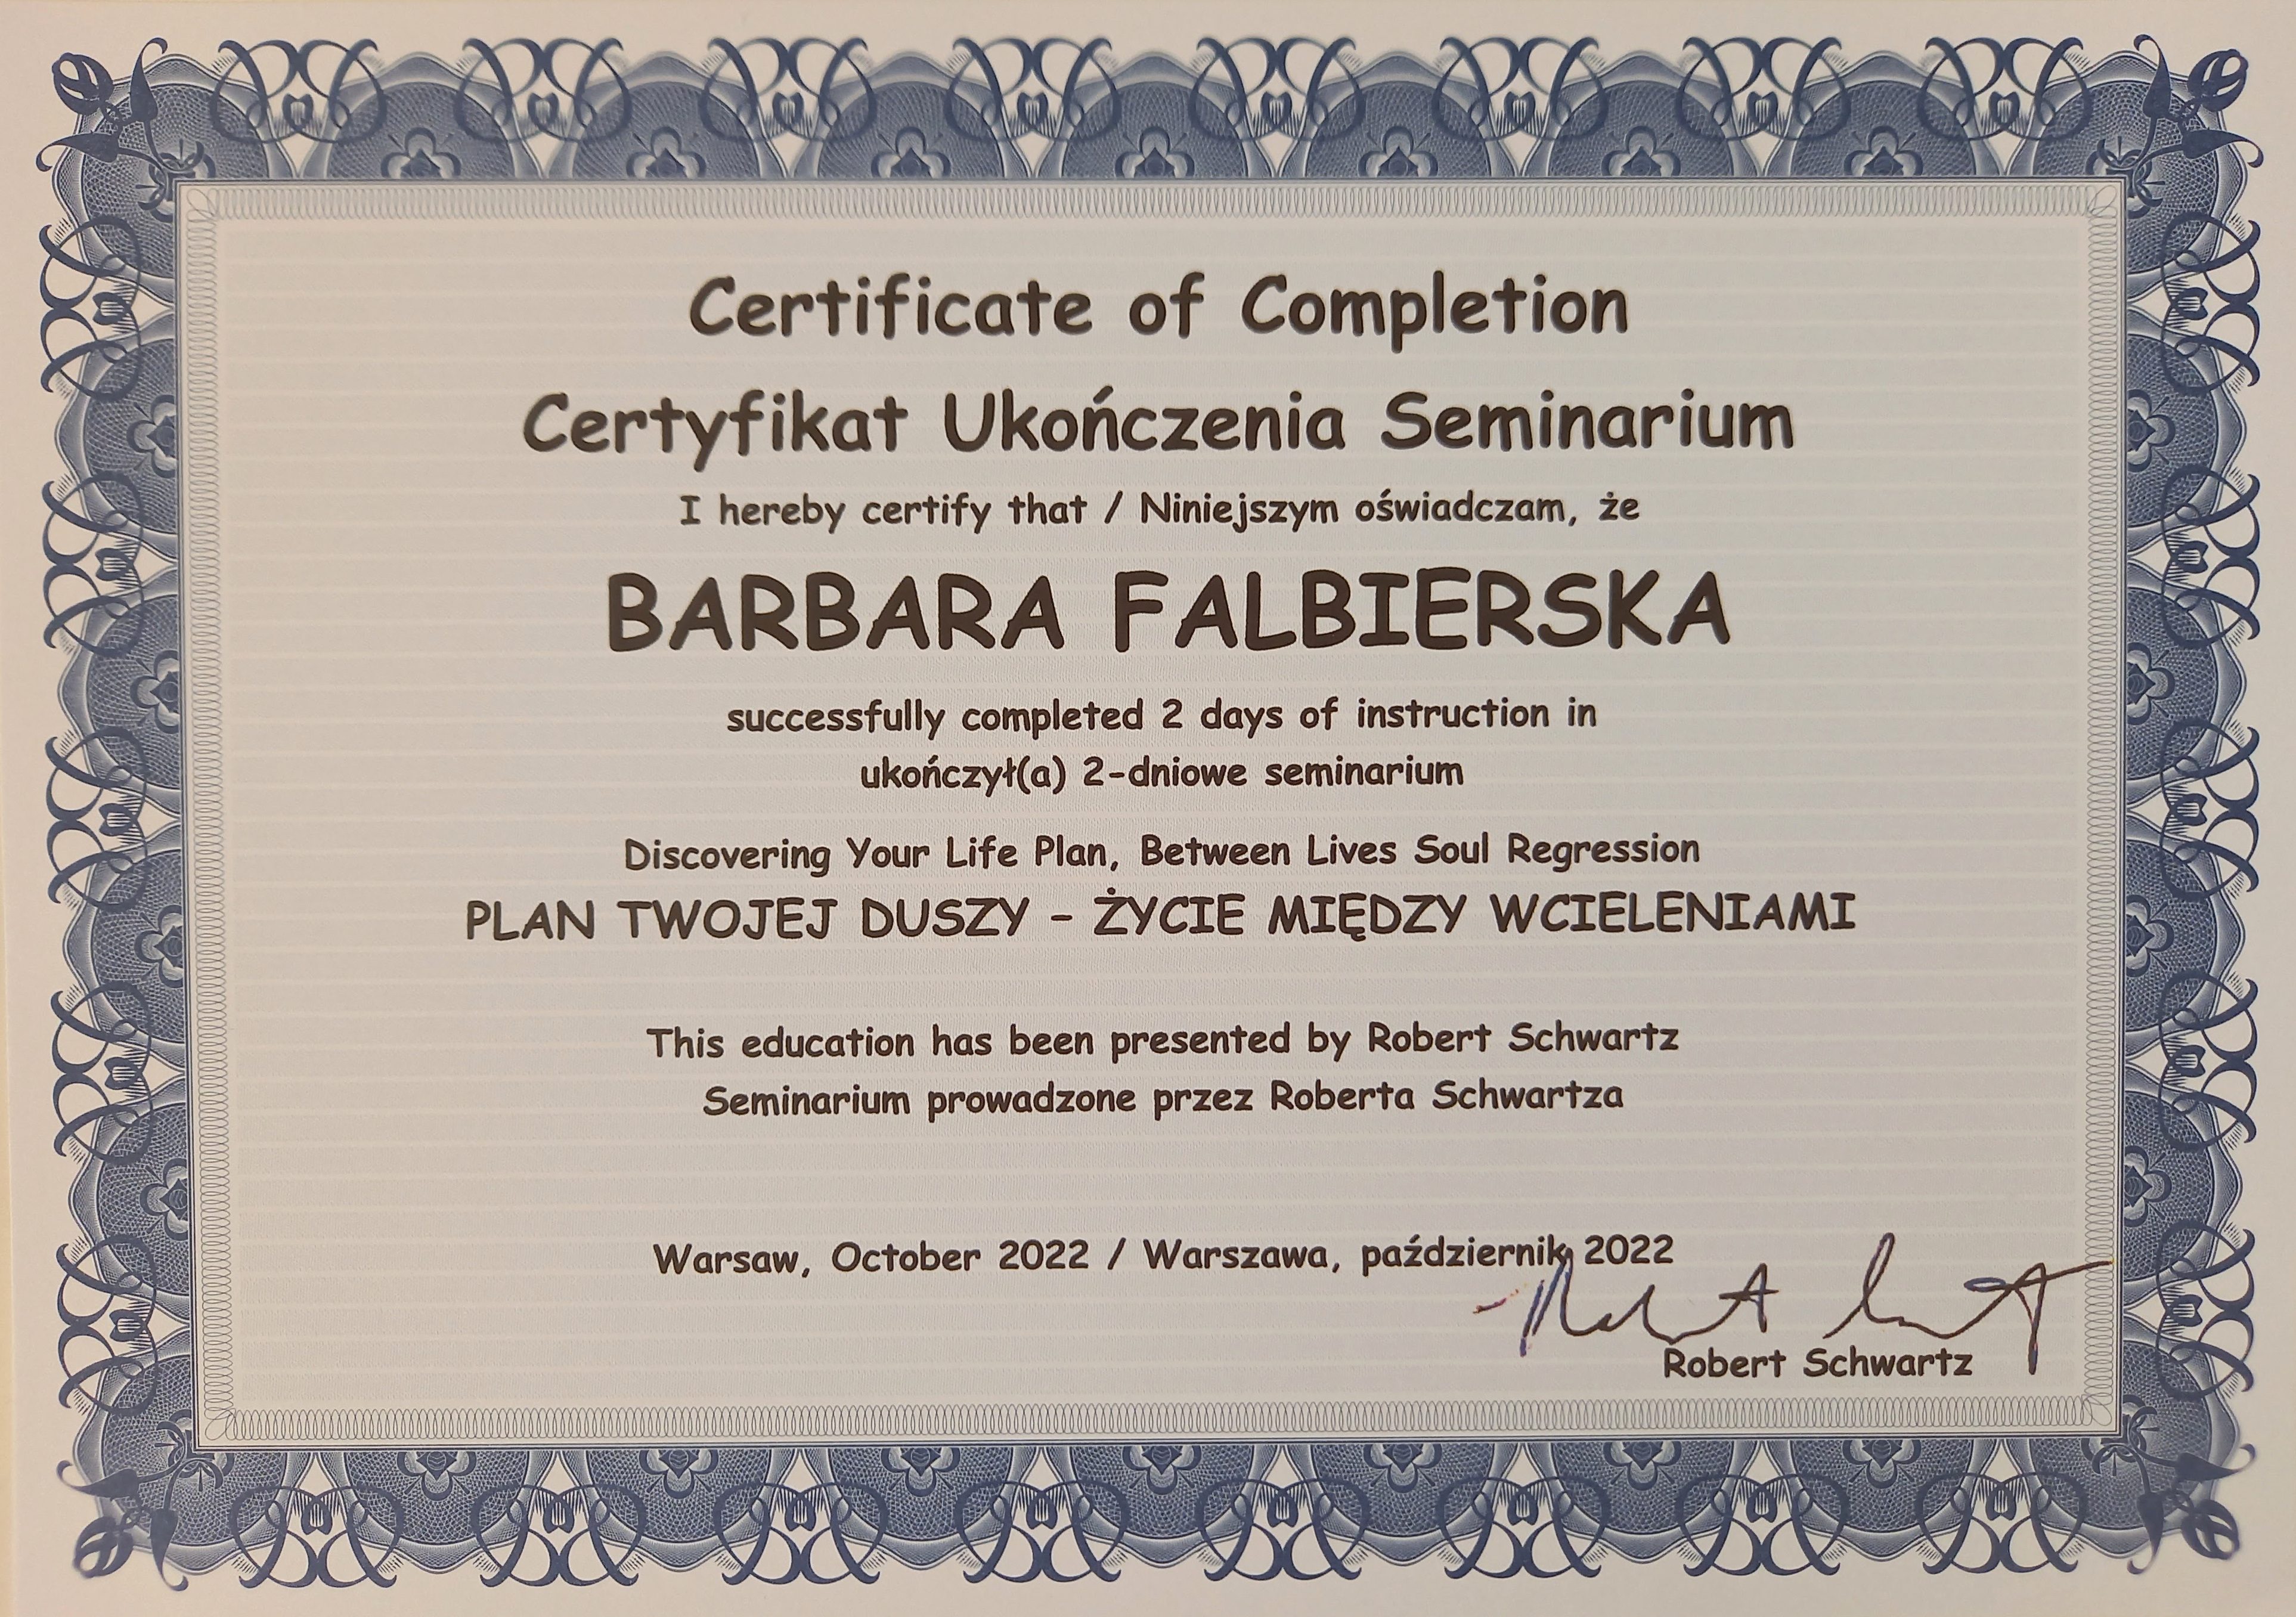 Certificate of Completion
Certyfikat Ukończenia Seminarium
I hereby certify that / Niniejszym oświadczam, że
BARBARA FALBIERSKA
successfully completed 2 days of instruction in
ukończył(a) 2-dniowe seminarium
Discovering Your Life Plan, Between Lives Soul Regression
PLAN TWOJEJ DUSZY - ŻYCIE MIĘDZY WCIELENIAMI
This education has been presented by Robert Schwartz
Seminarium prowadzone przez Roberta Schwartza
Warsaw, October 2022 / Warszawa, październik 2022
Robert Schwartz